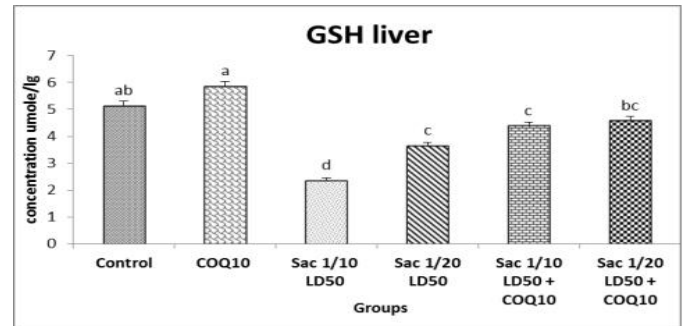 GSH liver
concentration umole/lg
7
6
5
4
3
2
1
0
ab
a
d
c
c
bc
Control
COQ10
Sac 1/10
LD50
Sac 1/20
LD50
Sac 1/10
LD50 +
COQ10
Sac 1/20
LD50 +
COQ10
Groups